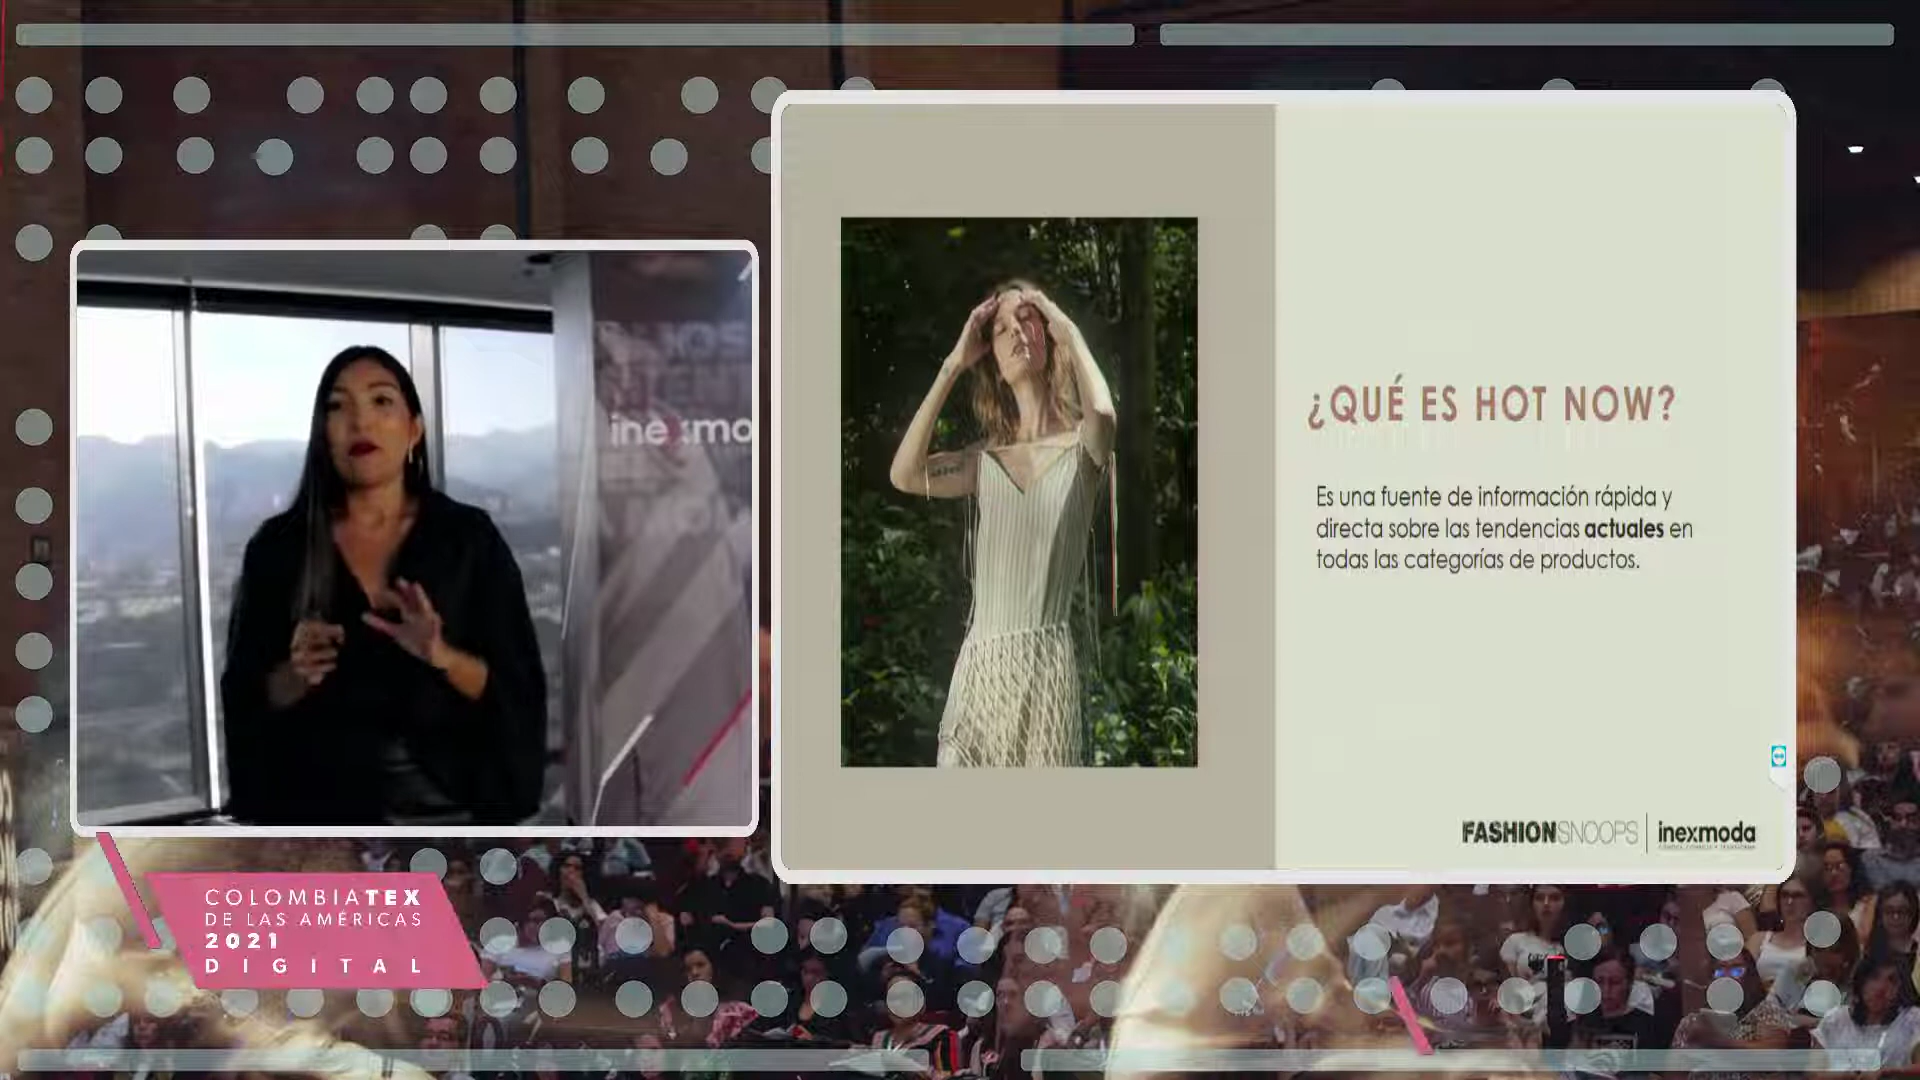 ¿QUÉ ES HOT NOW?
Es una fuente de información rápida y
directa sobre las tendencias actuales en
todas las categorías de productos.
FASHIONSNOOPS
inexmoda
inexmo
COLOMBIATEX
DE LAS AMÉRICAS
2021
DIGITAL